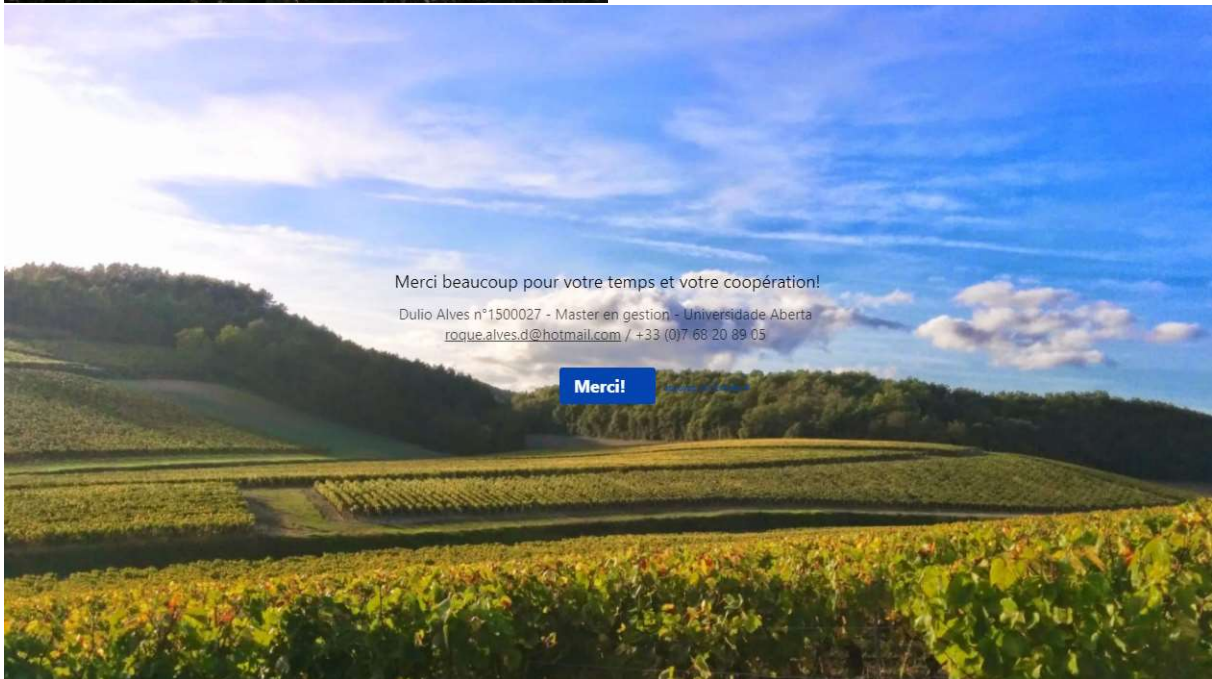 Merci beaucoup pour votre temps et votre coopération!
Dulio Alves n°1500027 - Master en gestion - Universidade Aberta
roque.alves.d@hotmail.com / +33 (0)7 68 20 89 05
Merci!